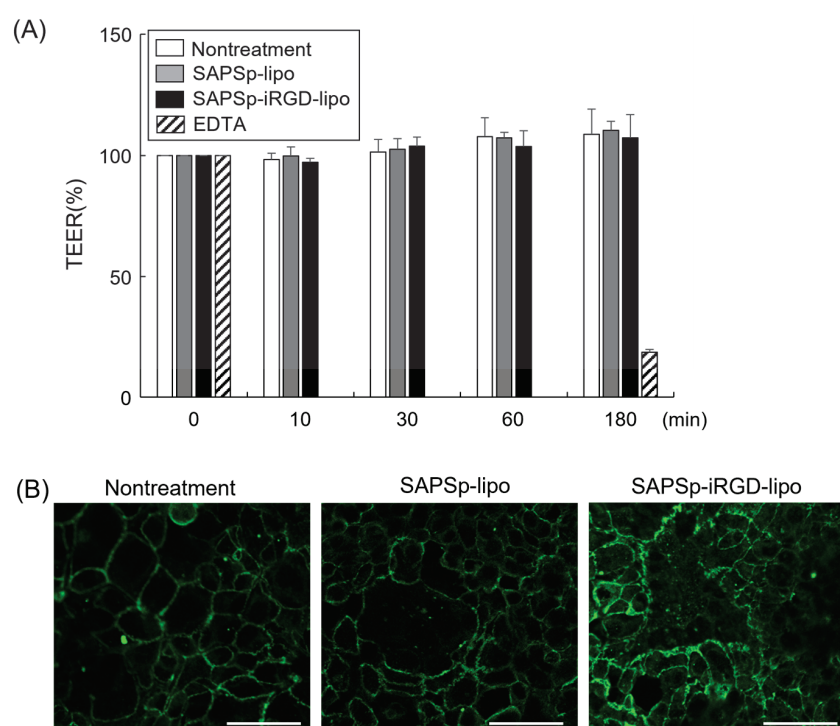 (A)
150
100
50
0
TEER(%)
Nontreatment
SAPSp-lipo
SAPSp-iRGD-lipo
EDTA
0 10 30 60 180 (min)
(B)
Nontreatment SAPSp-lipo SAPSp-iRGD-lipo